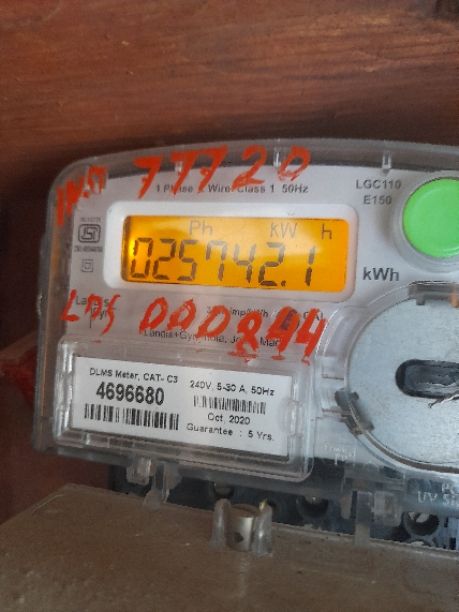 77720
1 Phase 2 Wire Class 1 50Hz
LGC110
E150
Ph kW h
025742.1
kWh
LPS 000844
DLMS Meter, CAT- C3
4696680
240V, 5-30 A, 50Hz
Oct, 2020
Guarantee : 5 Yrs.